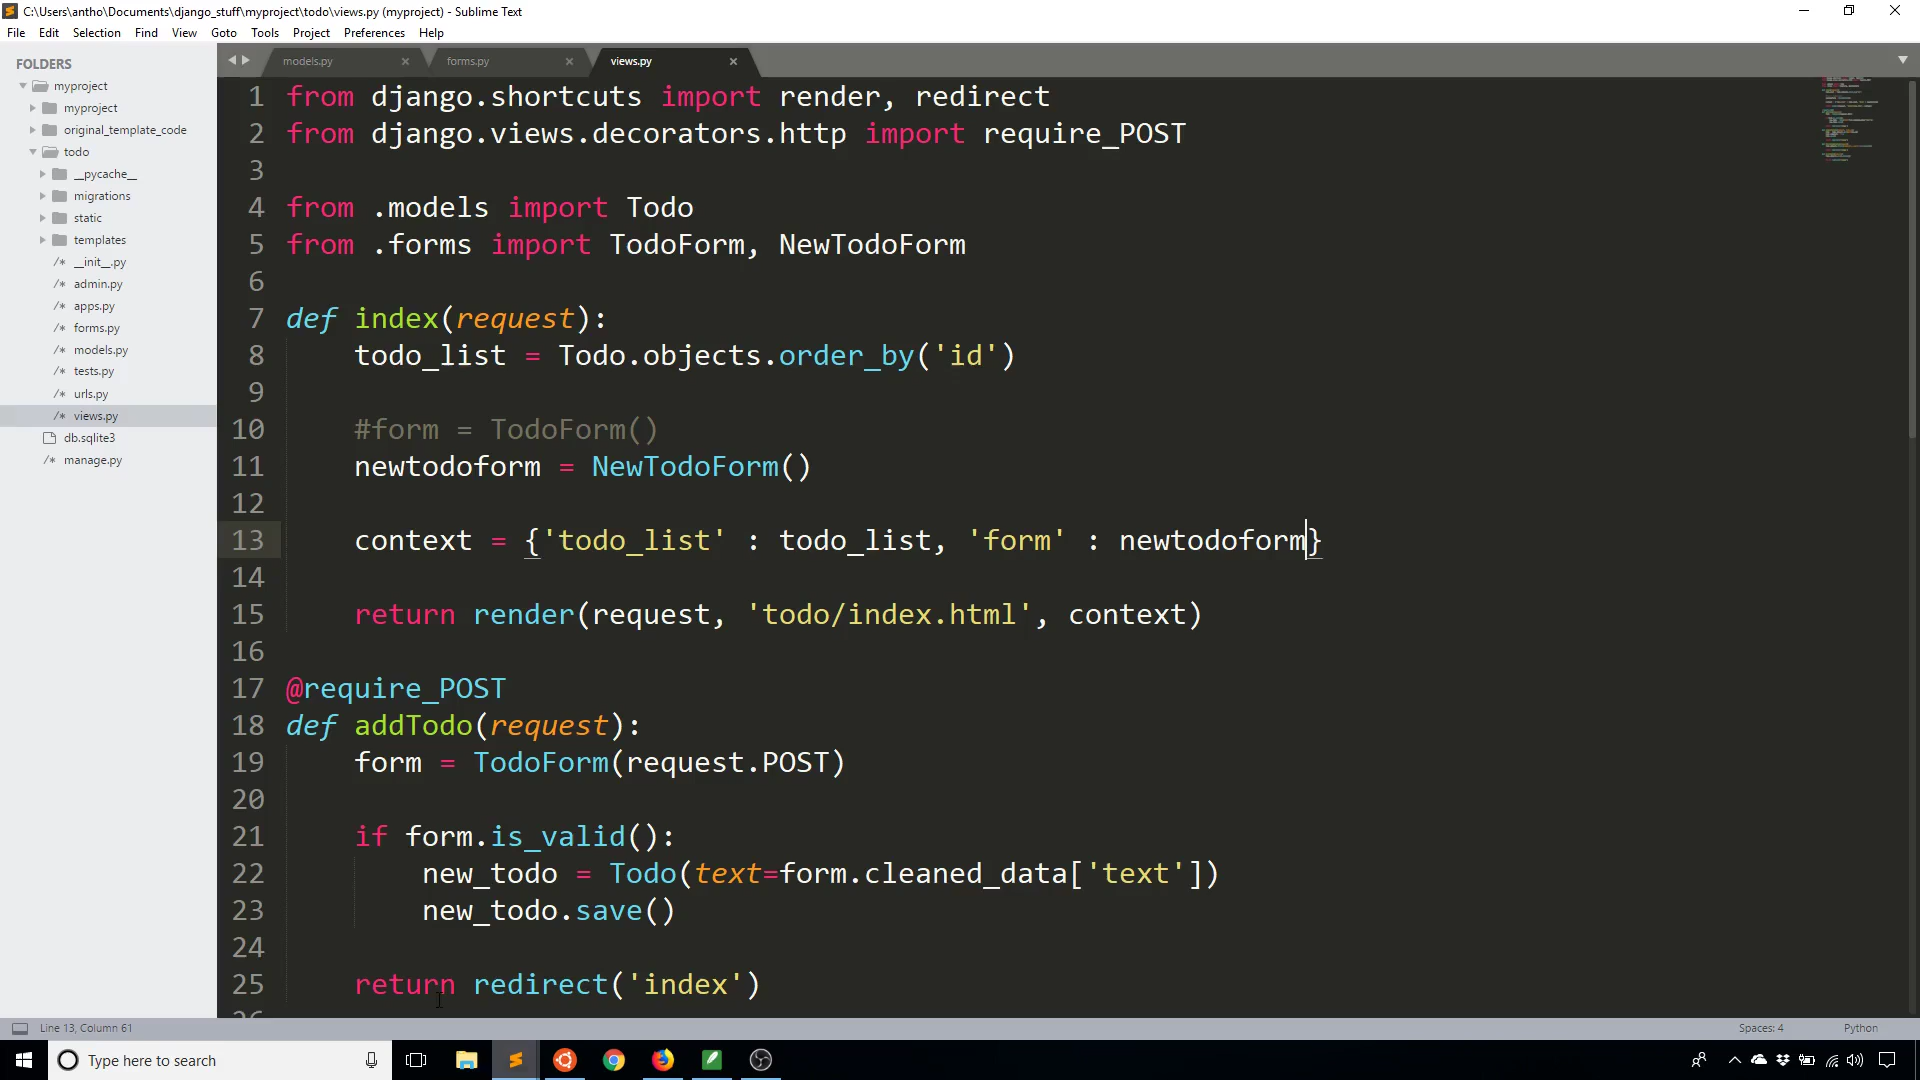 C:\Users\antho\Documents\django_stuff\myproject\todo\views.py (myproject) - Sublime Text
File Edit Selection Find View Goto Tools Project Preferences Help
FOLDERS
myproject
myproject
original_template_code
todo
__pycache__
migrations
static
templates
/* __init__.py
/* admin.py
/* apps.py
/* forms.py
/* models.py
/* tests.py
/* urls.py
/* views.py
db.sqlite3
/* manage.py
models.py × forms.py × views.py ×
1 from django.shortcuts import render, redirect
2 from django.views.decorators.http import require_POST
3
4 from .models import Todo
5 from .forms import TodoForm, NewTodoForm
6
7 def index(request):
8     todo_list = Todo.objects.order_by('id')
9
10     #form = TodoForm()
11     newtodoform = NewTodoForm()
12
13     context = {'todo_list' : todo_list, 'form' : newtodoform}
14
15     return render(request, 'todo/index.html', context)
16
17 @require_POST
18 def addTodo(request):
19     form = TodoForm(request.POST)
20
21     if form.is_valid():
22         new_todo = Todo(text=form.cleaned_data['text'])
23         new_todo.save()
24
25     return redirect('index')
Line 13, Column 61 Spaces: 4 Python
Type here to search